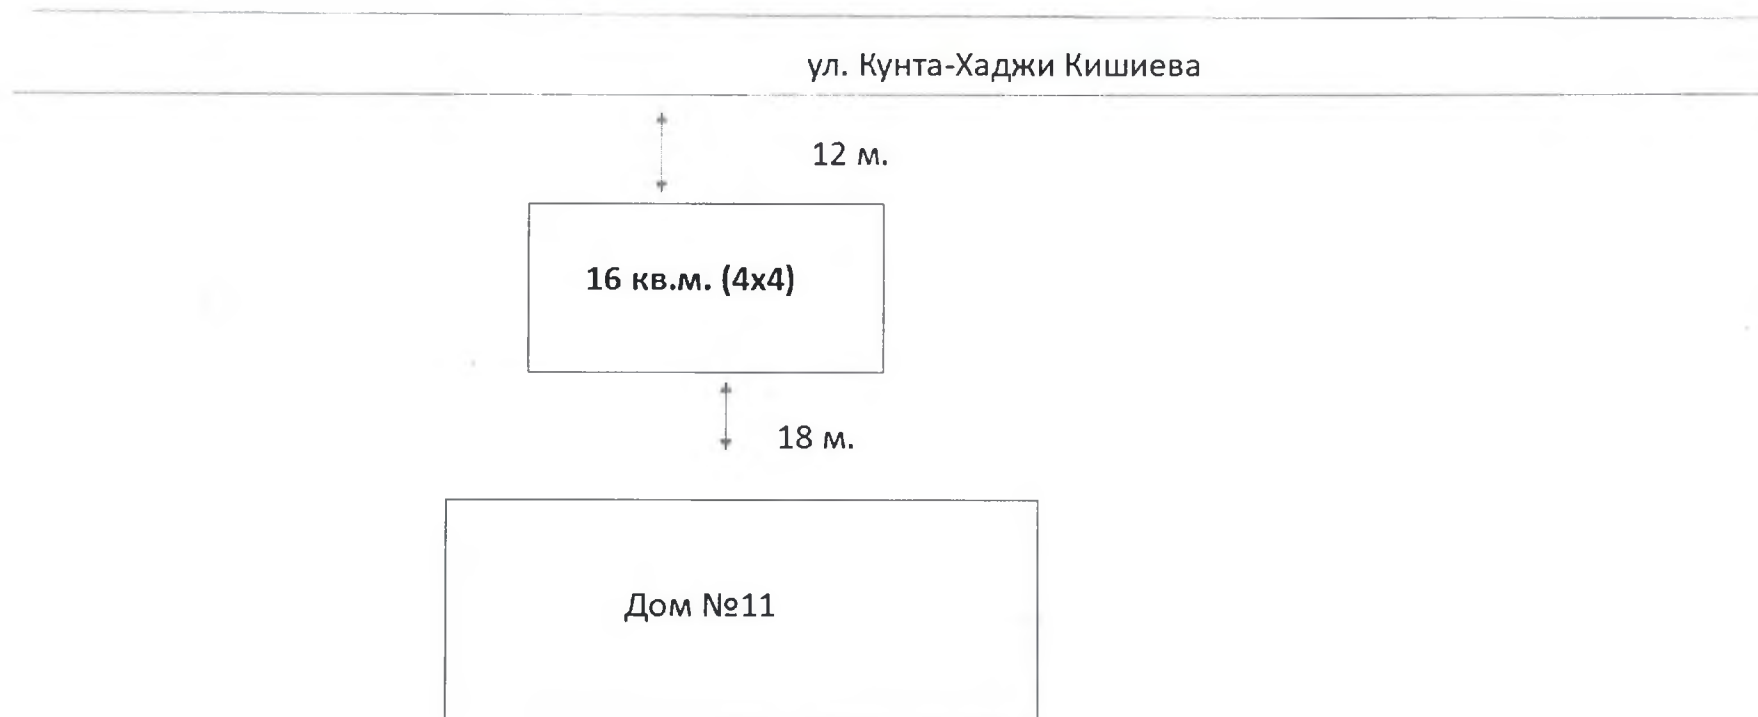 ул. Кунта-Хаджи Кишиева
12 м.
16 кв.м. (4х4)
18 м.
Дом №11